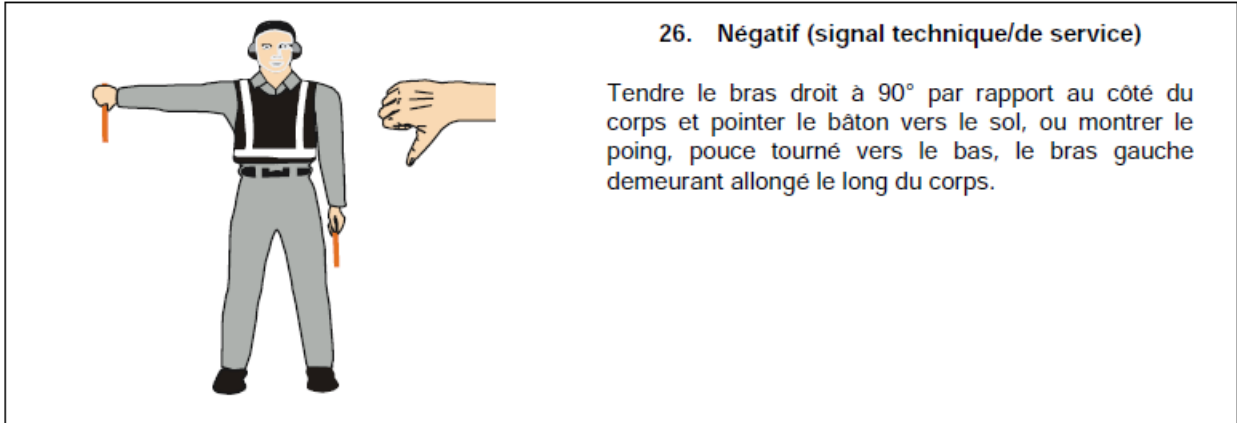 26. Négatif (signal technique/de service)
Tendre le bras droit à 90° par rapport au côté du
corps et pointer le bâton vers le sol, ou montrer le
poing, pouce tourné vers le bas, le bras gauche
demeurant allongé le long du corps.